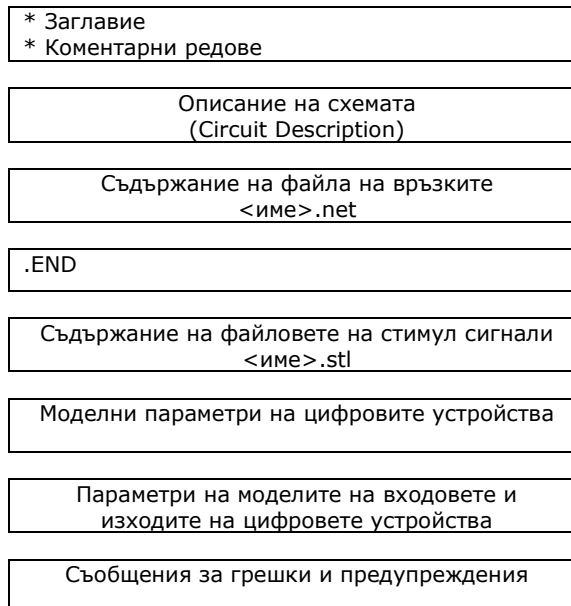 * Заглавие
* Коментарни редове
Описание на схемата
(Circuit Description)
Съдържание на файла на връзките
<име>.net
.END
Съдържание на файловете на стимул сигнали
<име>.stl
Моделни параметри на цифровите устройства
Параметри на моделите на входовете и
изходите на цифровете устройства
Съобщения за грешки и предупреждения